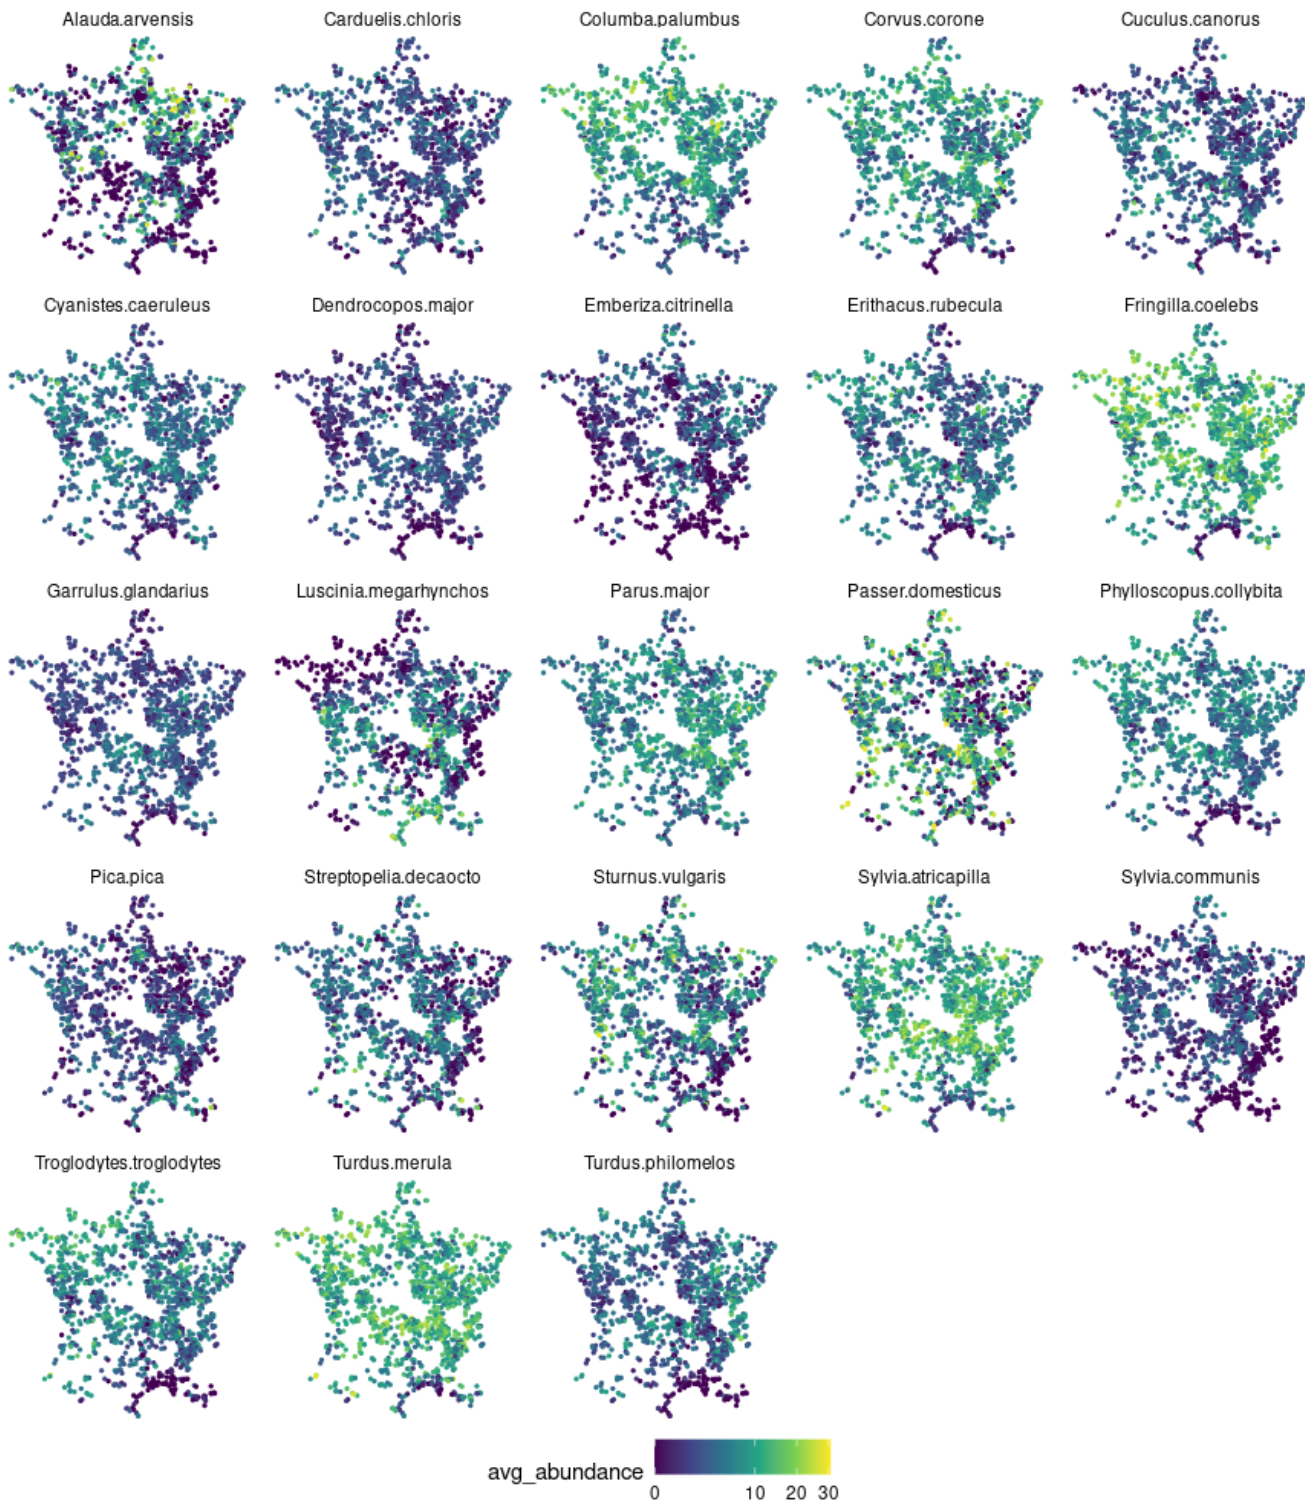 Alauda.arvensis Carduelis.chloris Columba.palumbus Corvus.corone Cuculus.canorus
Cyanistes.caeruleus Dendrocopos.major Emberiza.citrinella Erithacus.rubecula Fringilla.coelebs
Garrulus.glandarius Luscinia.megarhynchos Parus.major Passer.domesticus Phylloscopus.collybita
Pica.pica Streptopelia.decaocto Sturnus.vulgaris Sylvia.atricapilla Sylvia.communis
Troglodytes.troglodytes Turdus.merula Turdus.philomelos
avg_abundance
0 10 20 30